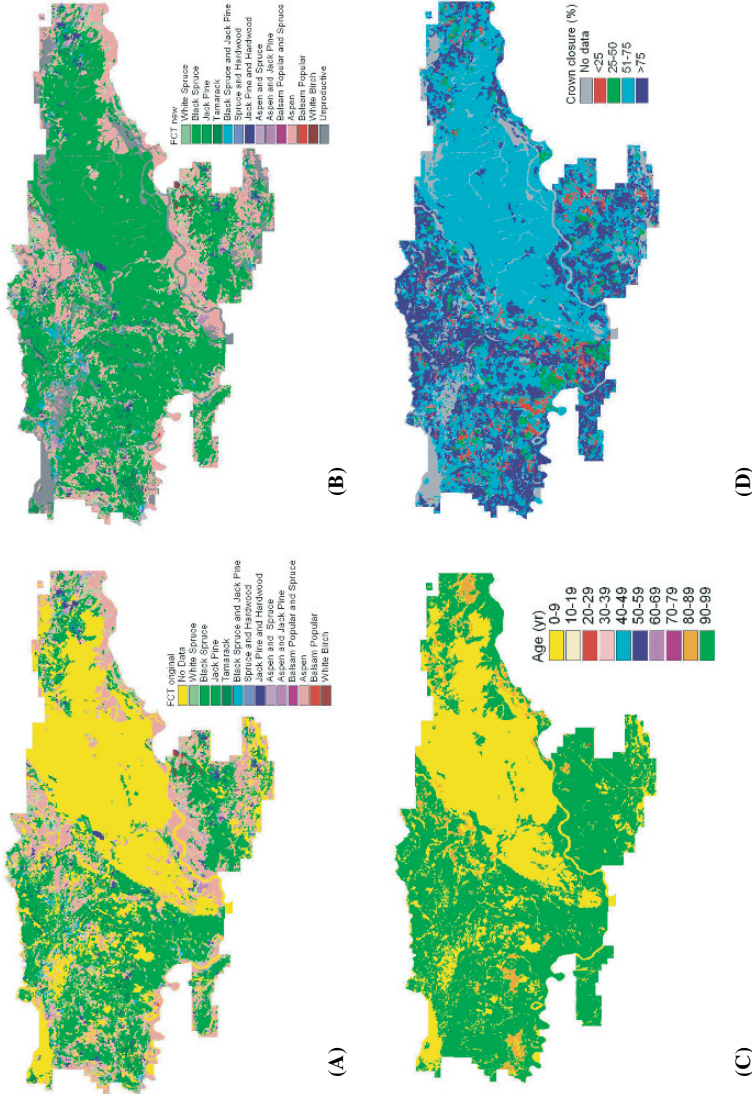 (A)
FCT original
No Data
White Spruce
Black Spruce
Jack Pine
Tamarack
Black Spruce and Jack Pine
Spruce and Hardwood
Jack Pine and Hardwood
Aspen and Spruce
Aspen and Jack Pine
Balsam Popular and Spruce
Aspen
Balsam Popular
White Birch
(B)
FCT new
White Spruce
Black Spruce
Jack Pine
Tamarack
Black Spruce and Jack Pine
Spruce and Hardwood
Jack Pine and Hardwood
Aspen and Spruce
Aspen and Jack Pine
Balsam Popular and Spruce
Aspen
Balsam Popular
White Birch
Unproductive
(C)
Age (yr)
0-9
10-19
20-29
30-39
40-49
50-59
60-69
70-79
80-89
90-99
(D)
Crown closure (%)
No data
<25
25-50
51-75
>75